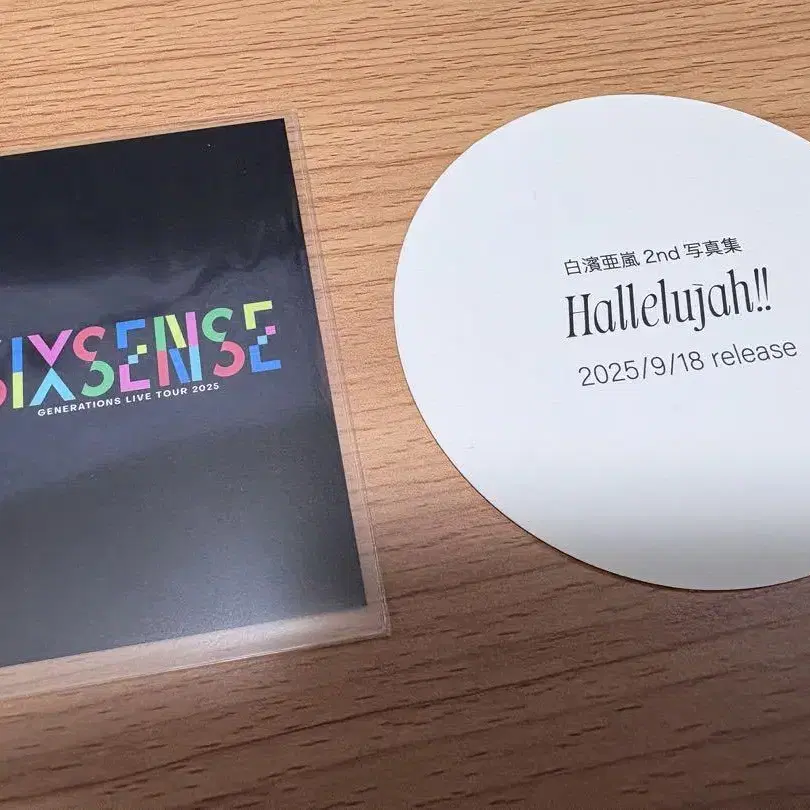 SIXSENSE
GENERATIONS LIVE TOUR 2025
白濱亜嵐 2nd 写真集
Hallelujah!!
2025/9/18 release